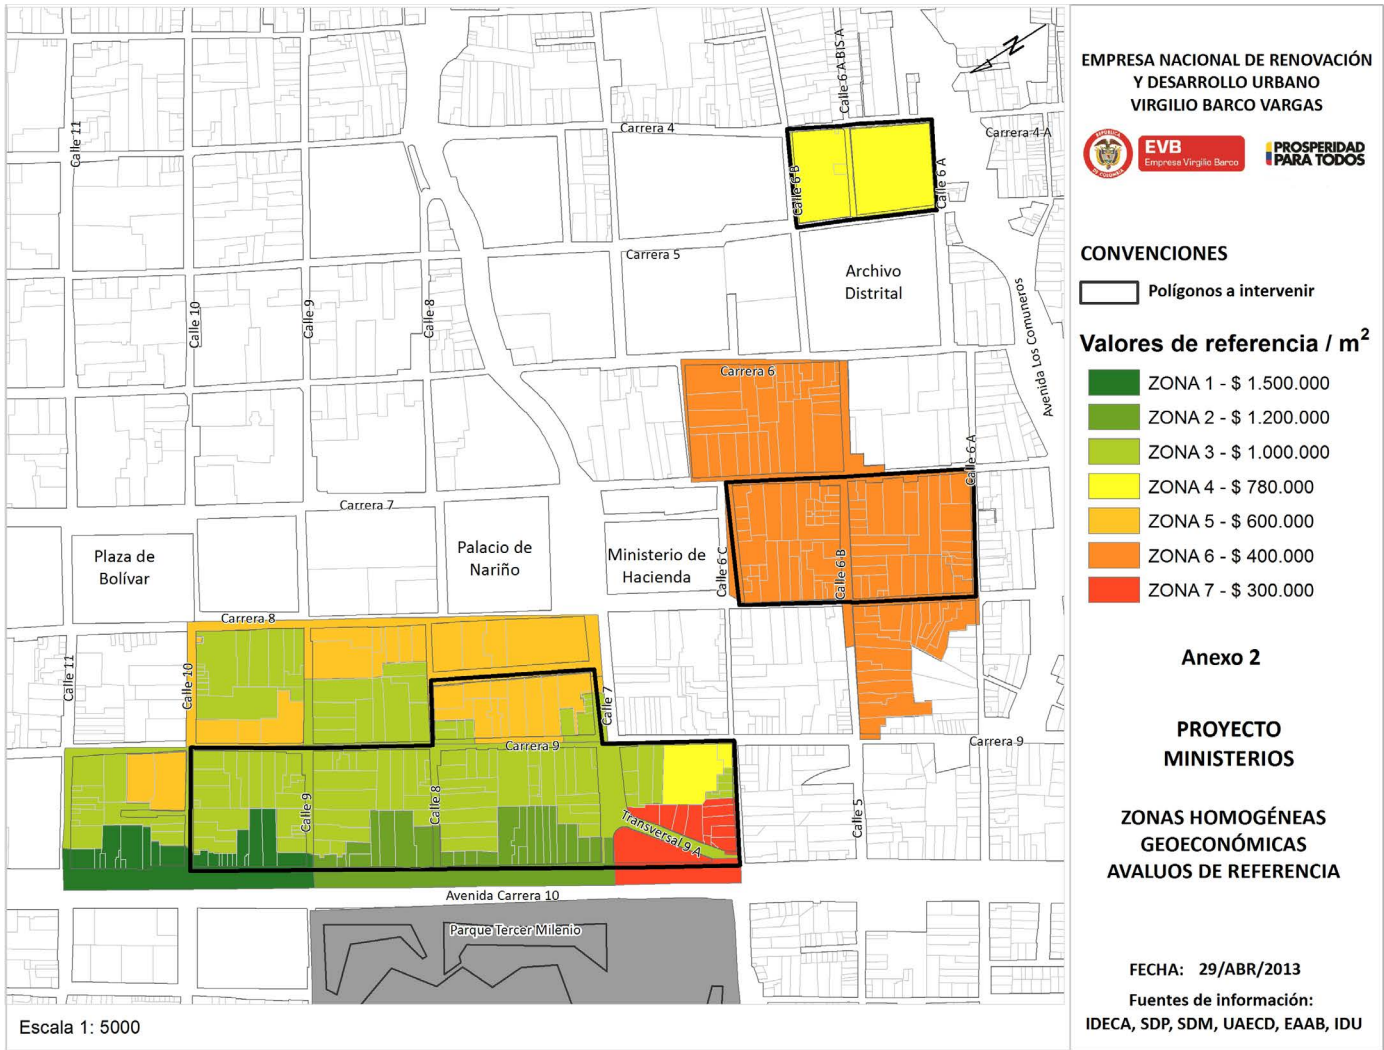 Calle 11
Carrera 4
Calle 6 A BIS A
N
Carrera 4 A
Calle 6 B
Calle 6 A
Carrera 5
Archivo
Distrital
Calle 10
Calle 9
Calle 8
Avenida Los Comuneros
Carrera 6
Calle 6 A
Carrera 7
Plaza de
Bolívar
Palacio de
Nariño
Ministerio de
Hacienda
Calle 6 C
Calle 6 B
Carrera 8
Calle 11
Calle 10
Calle 7
Carrera 9
Carrera 9
Calle 9
Calle 8
Transversal 9 A
Calle 5
Avenida Carrera 10
Parque Tercer Milenio
Escala 1: 5000
EMPRESA NACIONAL DE RENOVACIÓN
Y DESARROLLO URBANO
VIRGILIO BARCO VARGAS
REPÚBLICA
DE COLOMBIA
EVB
Empresa Virgilio Barco
PROSPERIDAD
PARA TODOS
CONVENCIONES
Polígonos a intervenir
Valores de referencia / m²
ZONA 1 - $ 1.500.000
ZONA 2 - $ 1.200.000
ZONA 3 - $ 1.000.000
ZONA 4 - $ 780.000
ZONA 5 - $ 600.000
ZONA 6 - $ 400.000
ZONA 7 - $ 300.000
Anexo 2
PROYECTO
MINISTERIOS
ZONAS HOMOGÉNEAS
GEOECONÓMICAS
AVALUOS DE REFERENCIA
FECHA: 29/ABR/2013
Fuentes de información:
IDECA, SDP, SDM, UAECD, EAAB, IDU